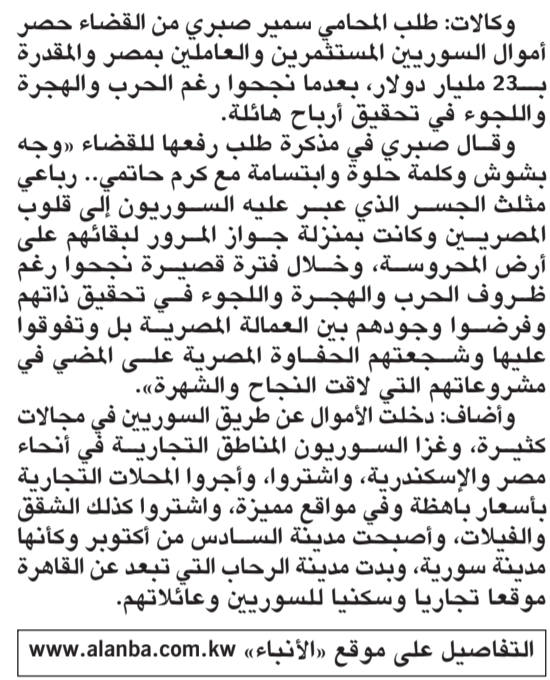 وكالات: طلب المحامي سمير صبري من القضاء حصر
أموال السوريين المستثمرين والعاملين بمصر والمقدرة
بـ23 مليار دولار، بعدما نجحوا رغم الحرب والهجرة
واللجوء في تحقيق أرباح هائلة.
وقال صبري في مذكرة طلب رفعها للقضاء «وجه
بشوش وكلمة حلوة وابتسامة مع كرم حاتمي.. رباعي
مثلث الجسر الذي عبر عليه السوريون إلى قلوب
المصريين وكانت بمنزلة جواز المرور لبقائهم على
أرض المحروسة، وخلال فترة قصيرة نجحوا رغم
ظروف الحرب والهجرة واللجوء في تحقيق ذاتهم
وفرضوا وجودهم بين العمالة المصرية بل وتفوقوا
عليها وشجعتهم الحفاوة المصرية على المضي في
مشروعاتهم التي لاقت النجاح والشهرة».
وأضاف: دخلت الأموال عن طريق السوريين في مجالات
كثيرة، وغزا السوريون المناطق التجارية في أنحاء
مصر والإسكندرية، واشتروا، وأجروا المحلات التجارية
بأسعار باهظة وفي مواقع مميزة، واشتروا كذلك الشقق
والفيلات، وأصبحت مدينة السادس من أكتوبر وكأنها
مدينة سورية، وبدت مدينة الرحاب التي تبعد عن القاهرة
موقعا تجاريا وسكنيا للسوريين وعائلاتهم.
التفاصيل على موقع «الأنباء» www.alanba.com.kw